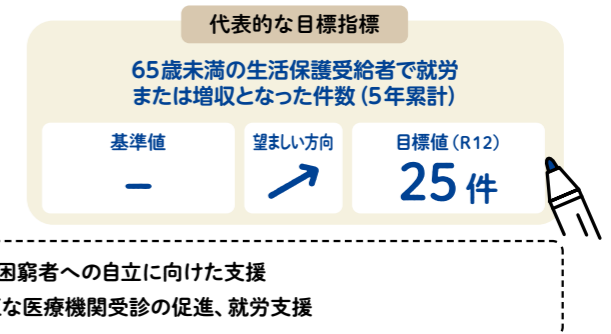 代表的な目標指標
65歳未満の生活保護受給者で就労
または増収となった件数（5年累計）
基準値
–
望ましい方向
目標値（R12）
25件
困窮者への自立に向けた支援
な医療機関受診の促進、就労支援